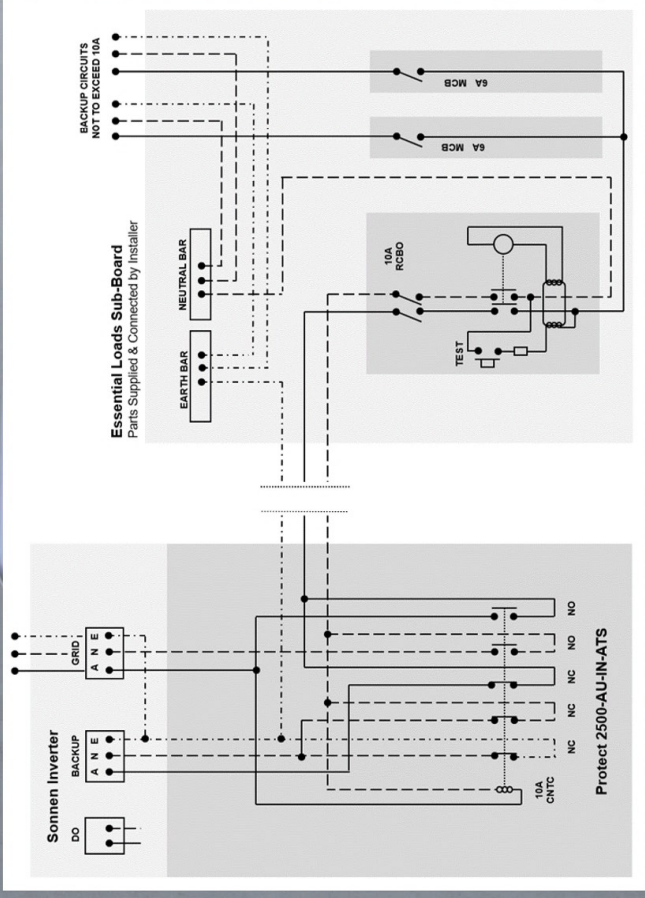 BACKUP CIRCUITS
NOT TO EXCEED 10A
6A MCB
6A MCB
Essential Loads Sub-Board
Parts Supplied & Connected by Installer
NEUTRAL BAR
EARTH BAR
10A
RCBO
TEST
Sonnen Inverter
GRID
A N E
BACKUP
A N E
DO
NO
NO
NC
NC
NC
10A
CNTC
Protect 2500-AU-IN-ATS